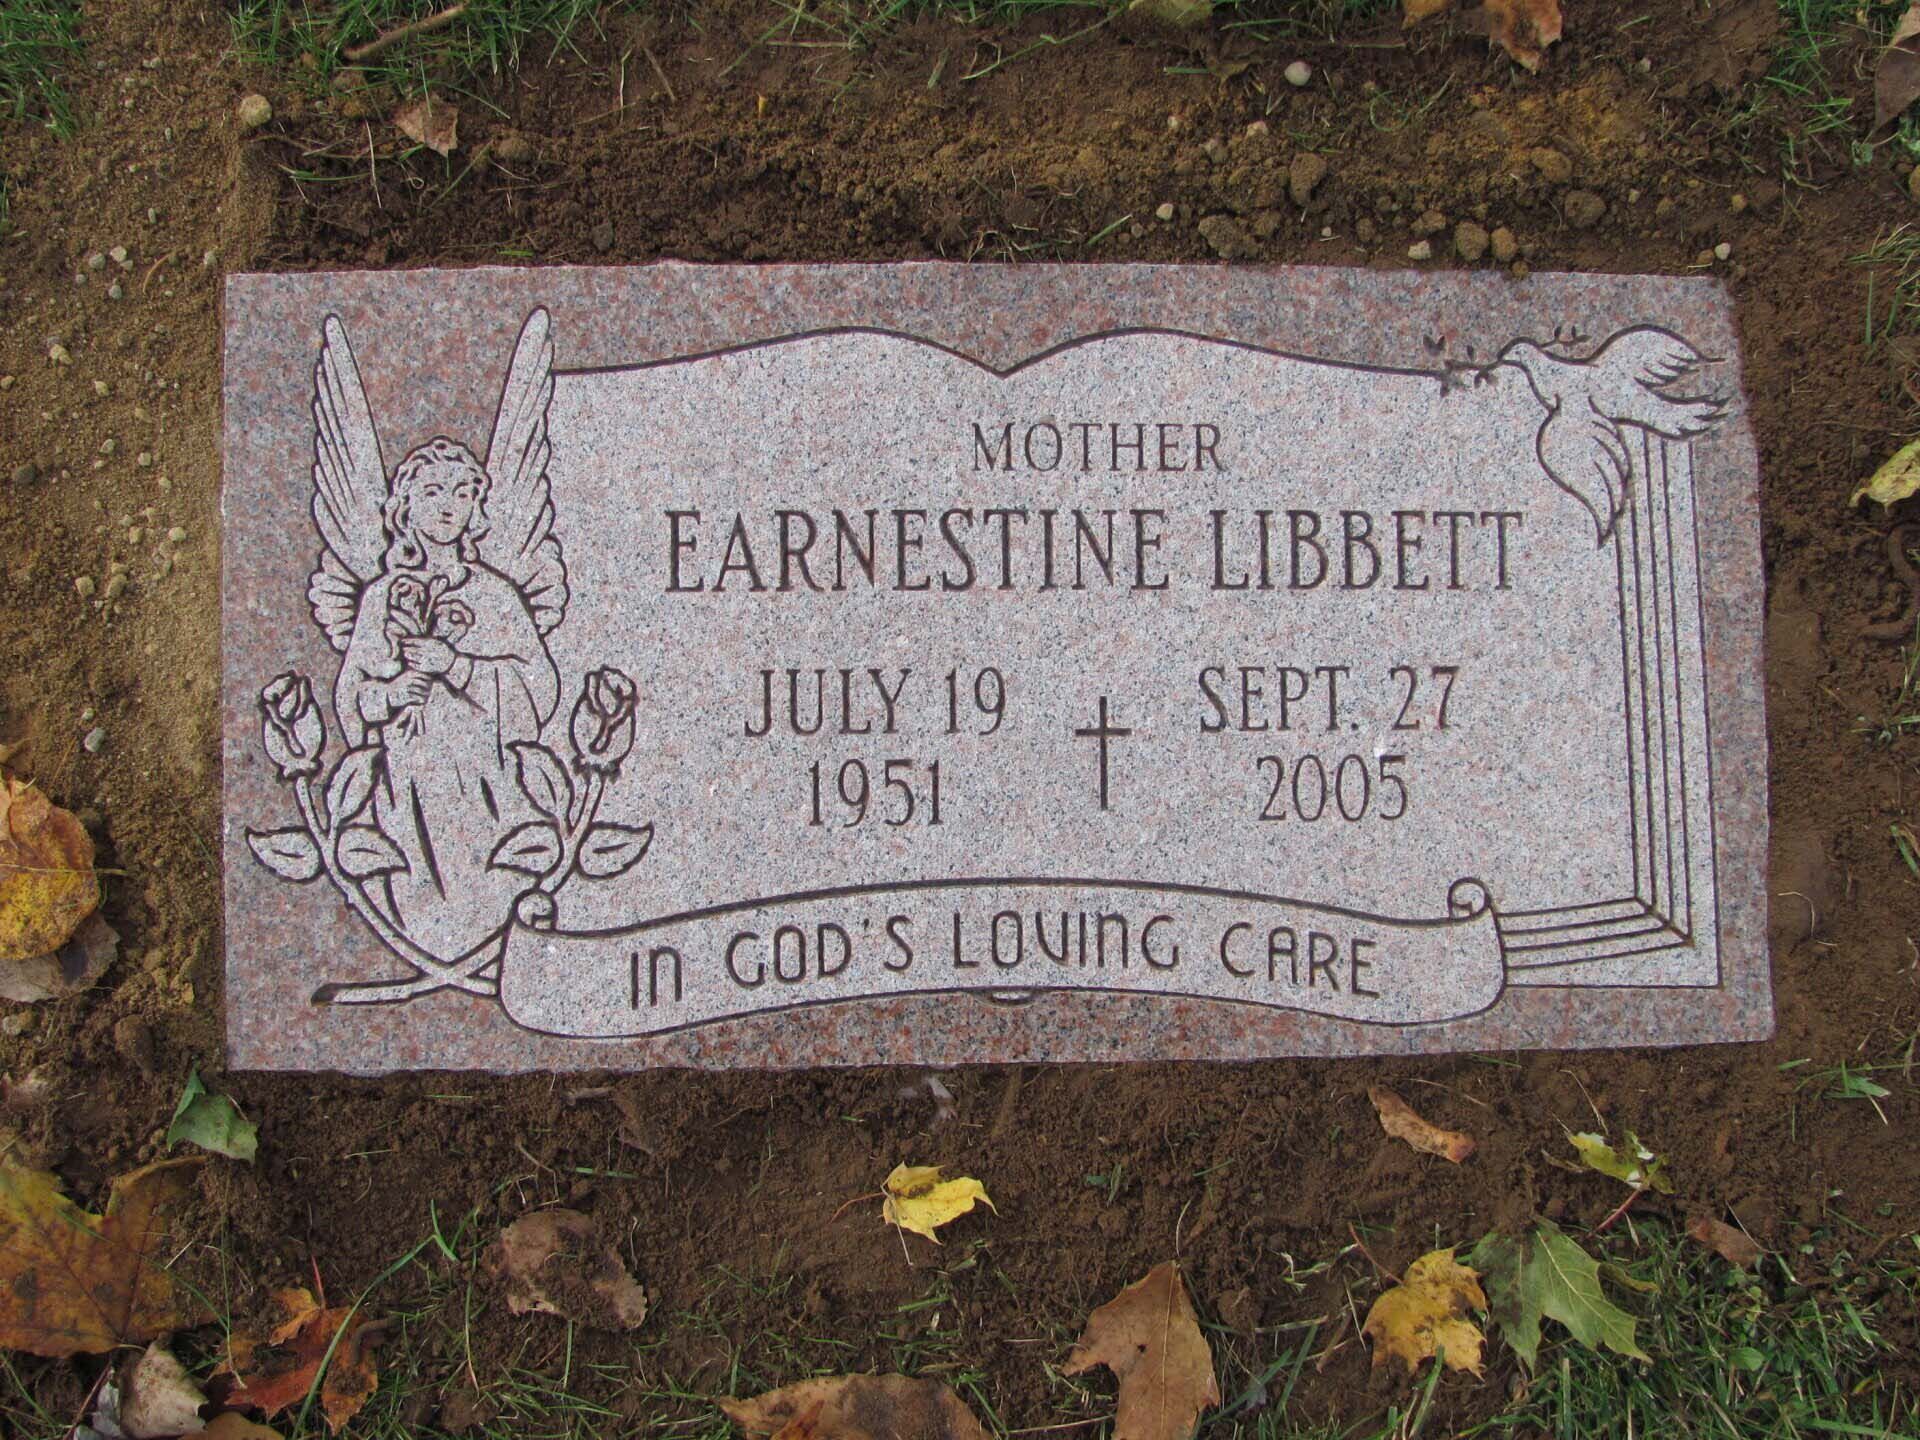 MOTHER
EARNESTINE LIBBETT
JULY 19 SEPT. 27
1951 2005
IN GOD'S LOVING CARE